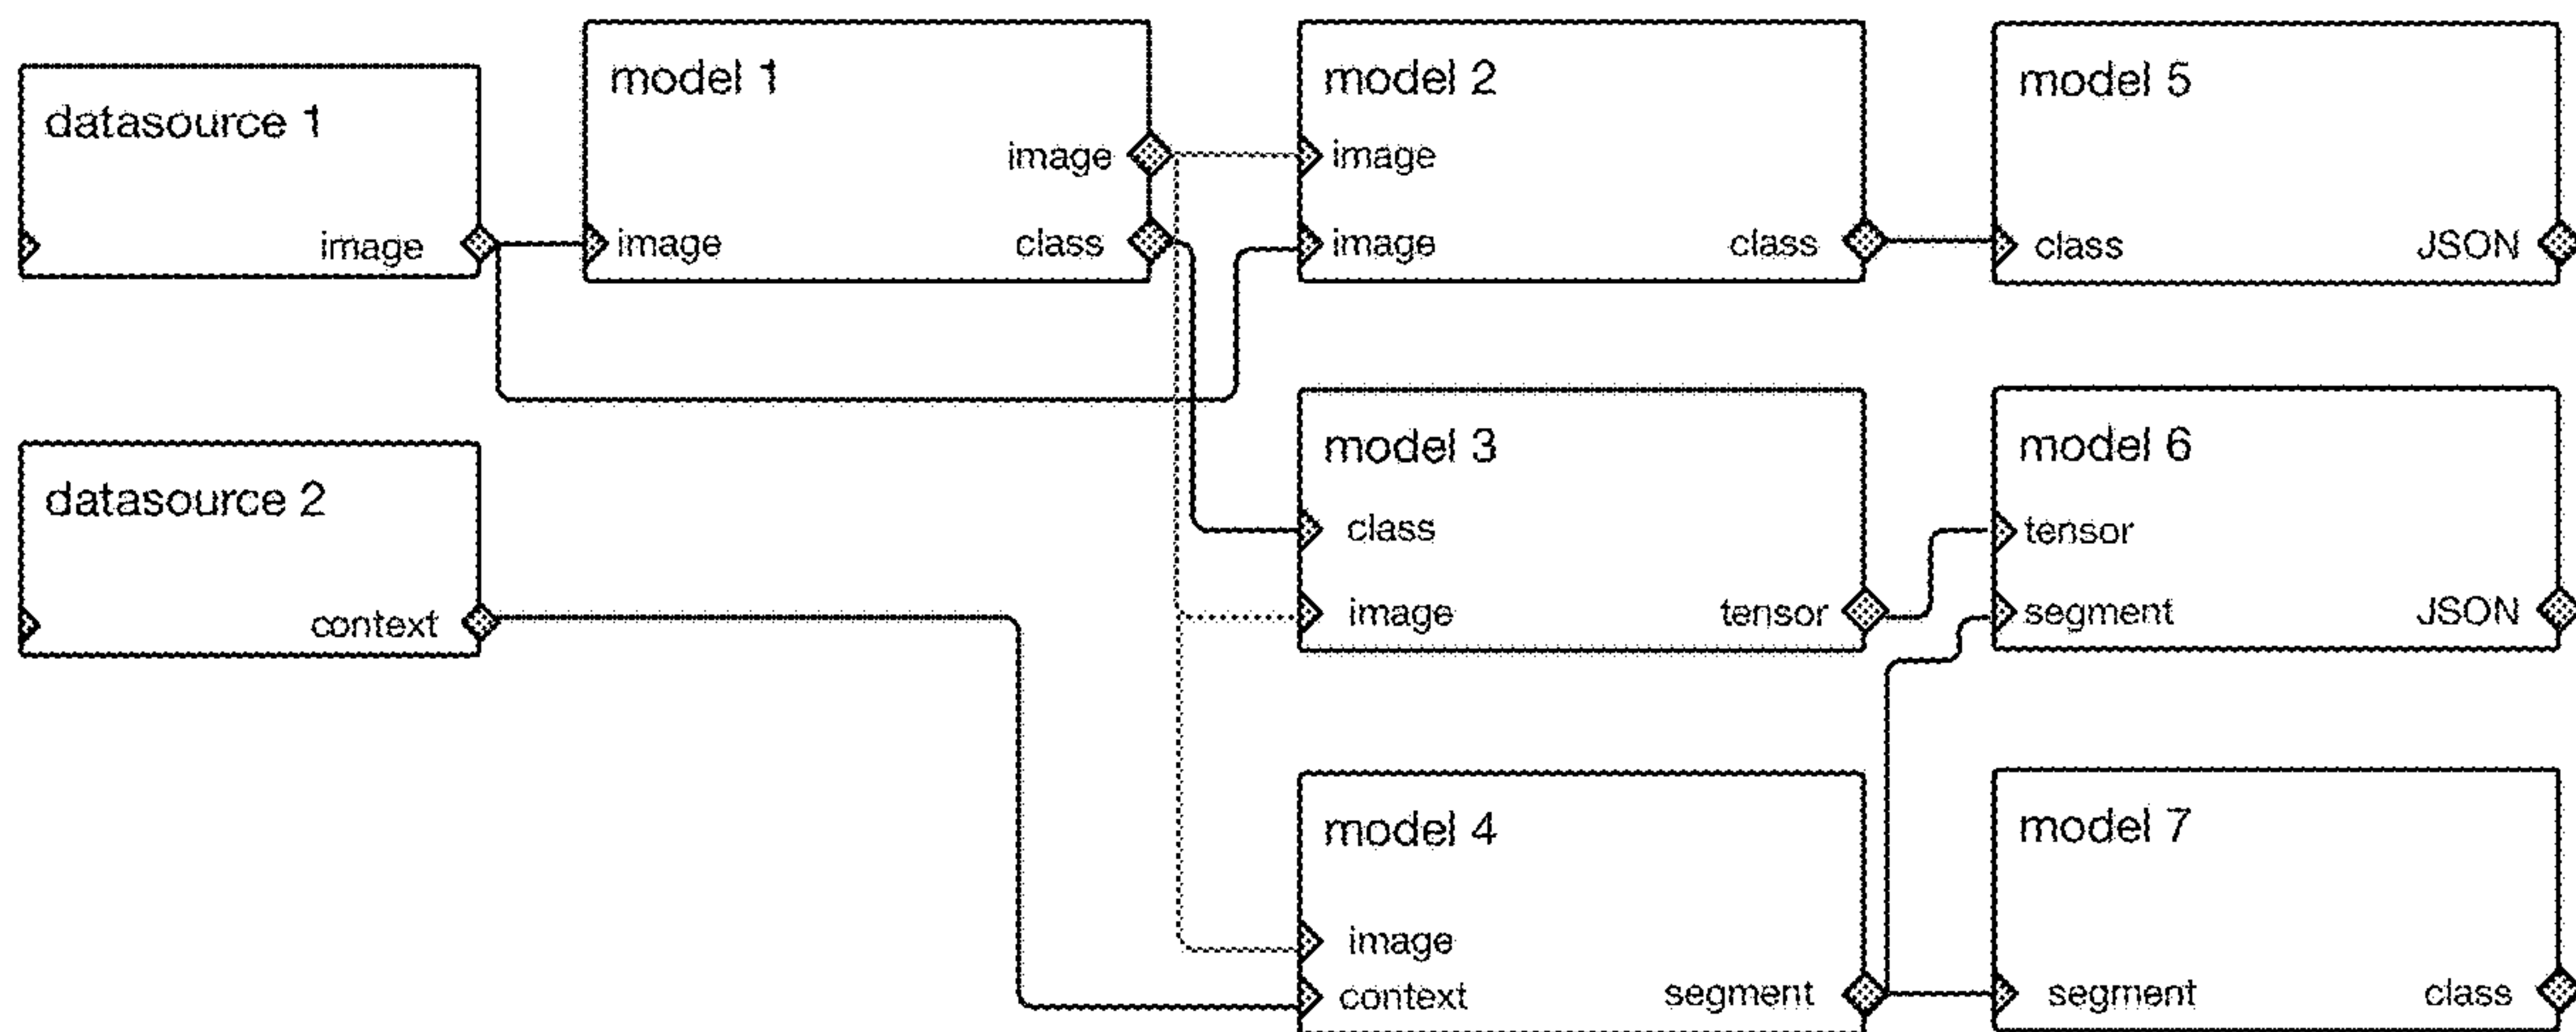 datasource 1
image
model 1
image
image
class
model 2
image
image
class
model 5
class
JSON
datasource 2
context
model 3
class
image
tensor
model 6
tensor
segment
JSON
model 4
image
context
segment
model 7
segment
class